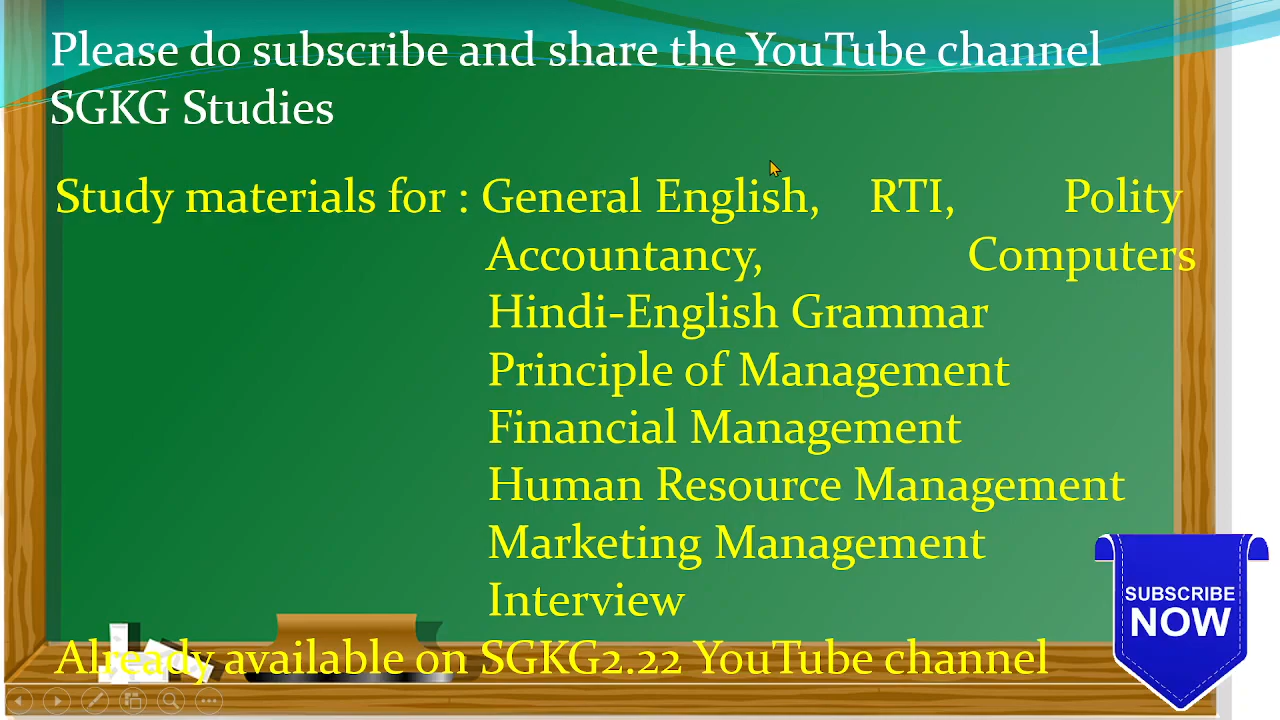 Please do subscribe and share the YouTube channel
SGKG Studies
Study materials for : General English, RTI, Polity
Accountancy, Computers
Hindi-English Grammar
Principle of Management
Financial Management
Human Resource Management
Marketing Management
Interview
Already available on SGKG2.22 YouTube channel
SUBSCRIBE
NOW